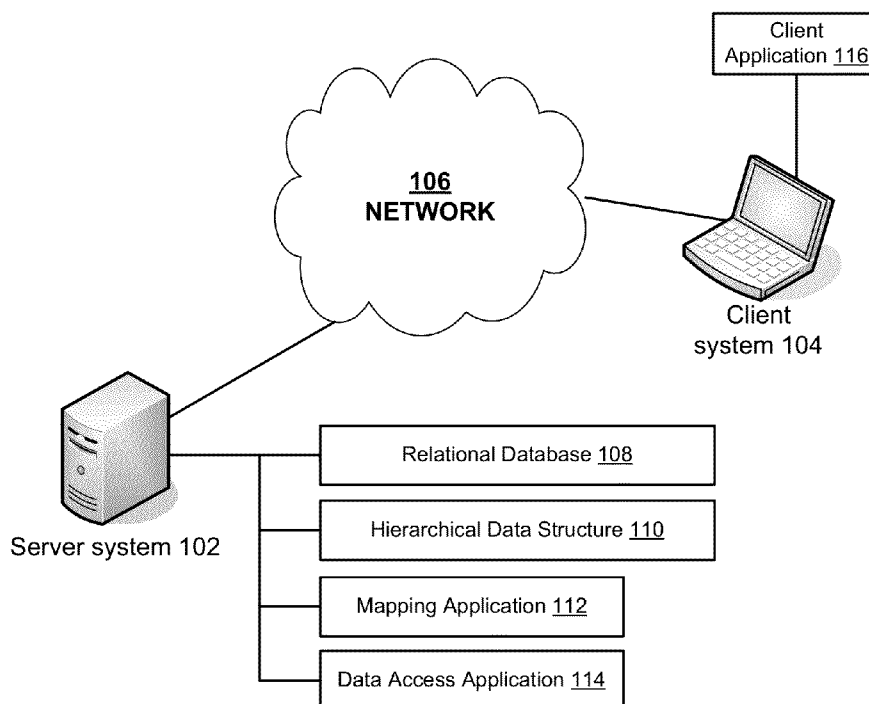 Client
Application 116
106
NETWORK
Client
system 104
Relational Database 108
Hierarchical Data Structure 110
Server system 102
Mapping Application 112
Data Access Application 114